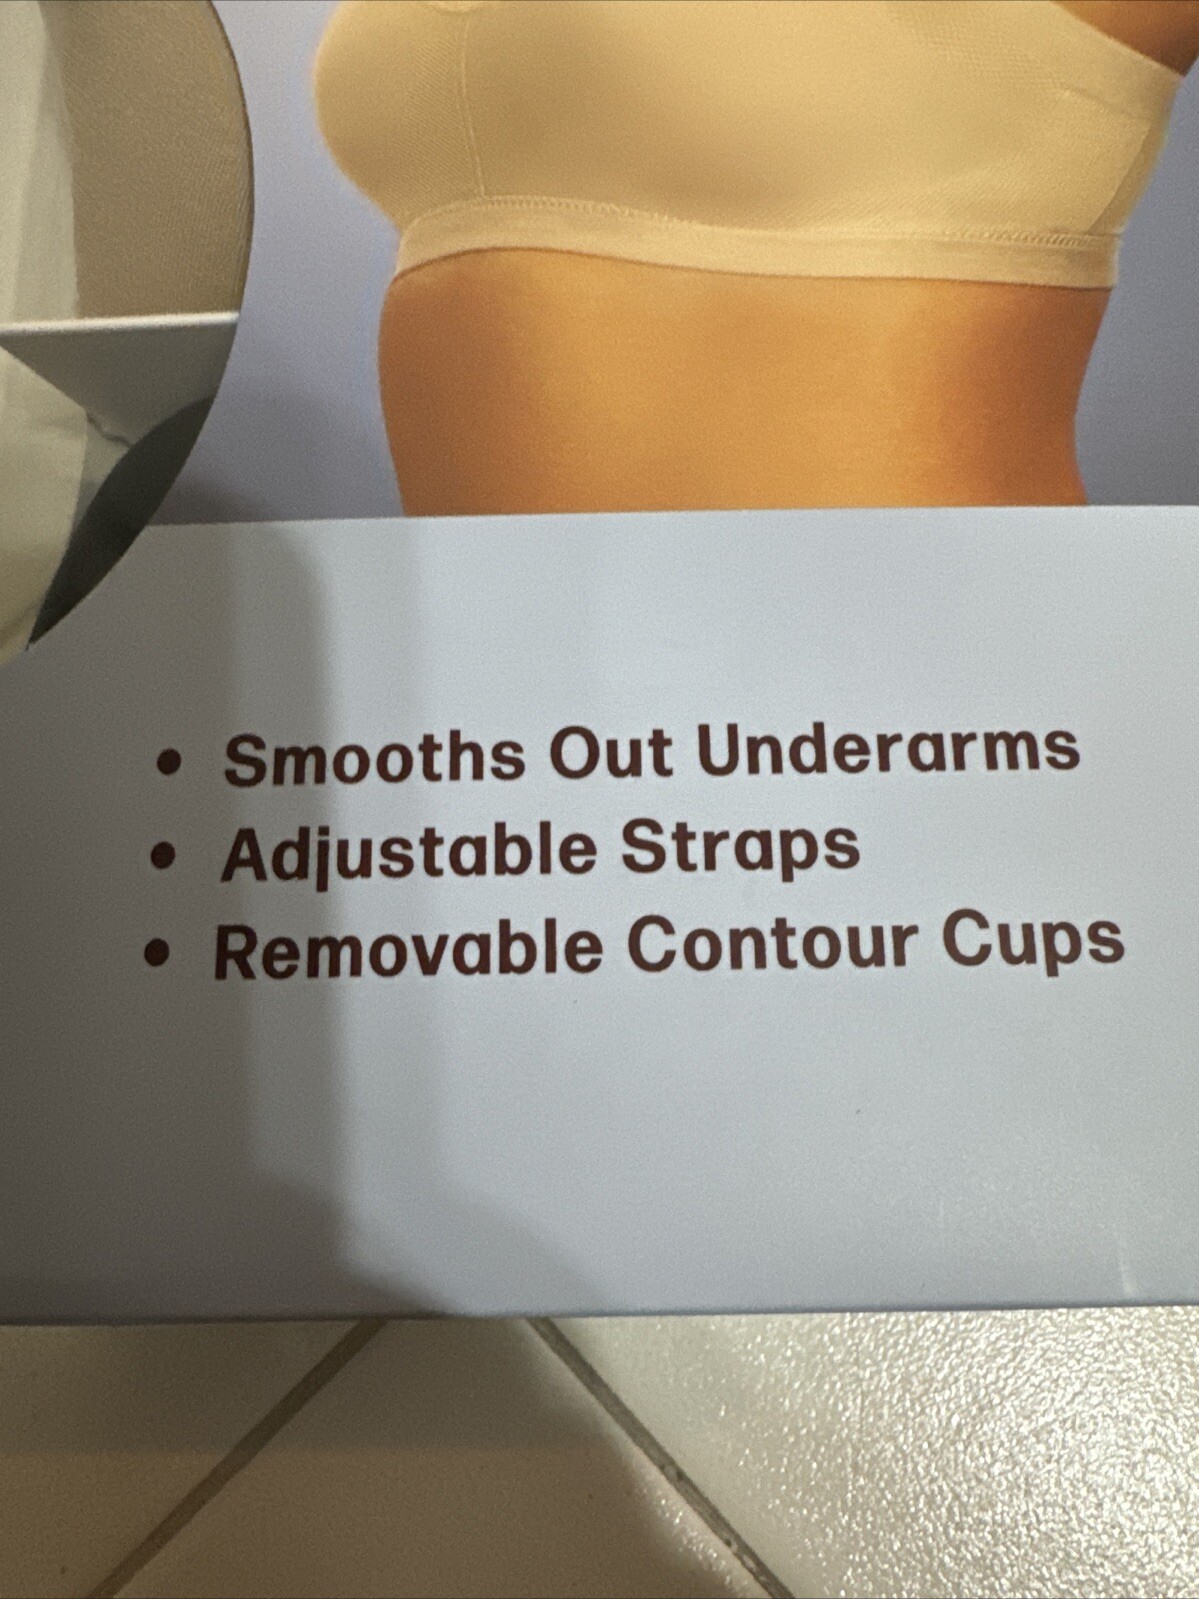 • Smooths Out Underarms
• Adjustable Straps
• Removable Contour Cups